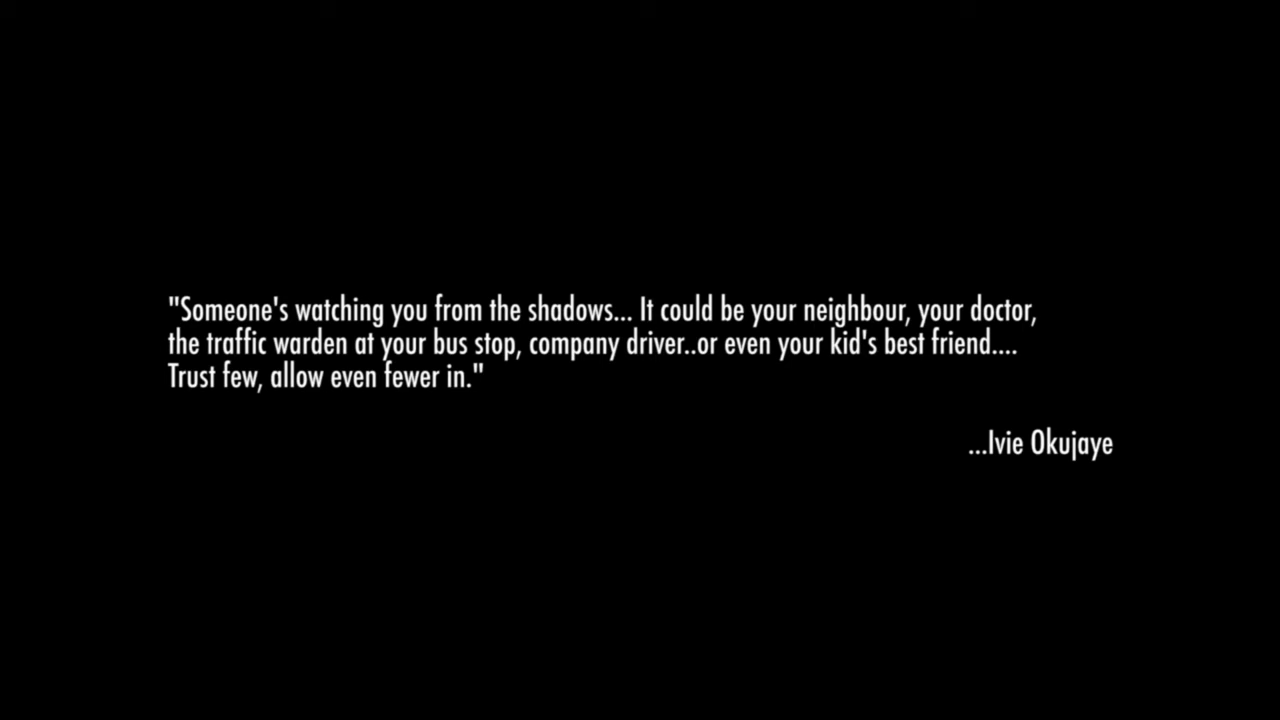 "Someone's watching you from the shadows... It could be your neighbour, your doctor,
the traffic warden at your bus stop, company driver..or even your kid's best friend....
Trust few, allow even fewer in."
...Ivie Okujaye